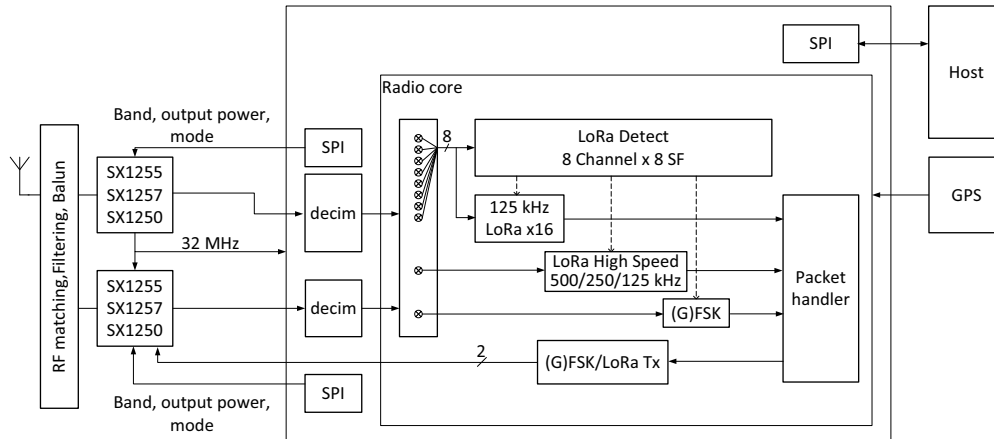 SPI
Host
Radio core
Band, output power,
mode
SPI
8
LoRa Detect
8 Channel x 8 SF
RF matching,Filtering, Balun
SX1255
SX1257
SX1250
decim
125 kHz
LoRa x16
GPS
32 MHz
SX1255
SX1257
SX1250
decim
LoRa High Speed
500/250/125 kHz
Packet
handler
(G)FSK
2
(G)FSK/LoRa Tx
SPI
Band, output power,
mode